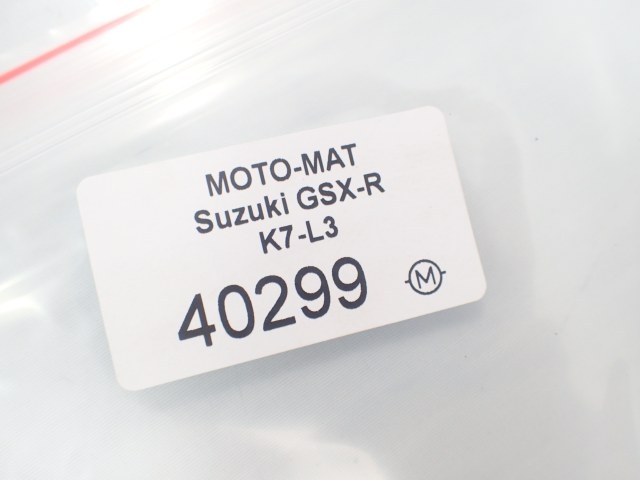 MOTO-MAT
Suzuki GSX-R
K7-L3
40299
M